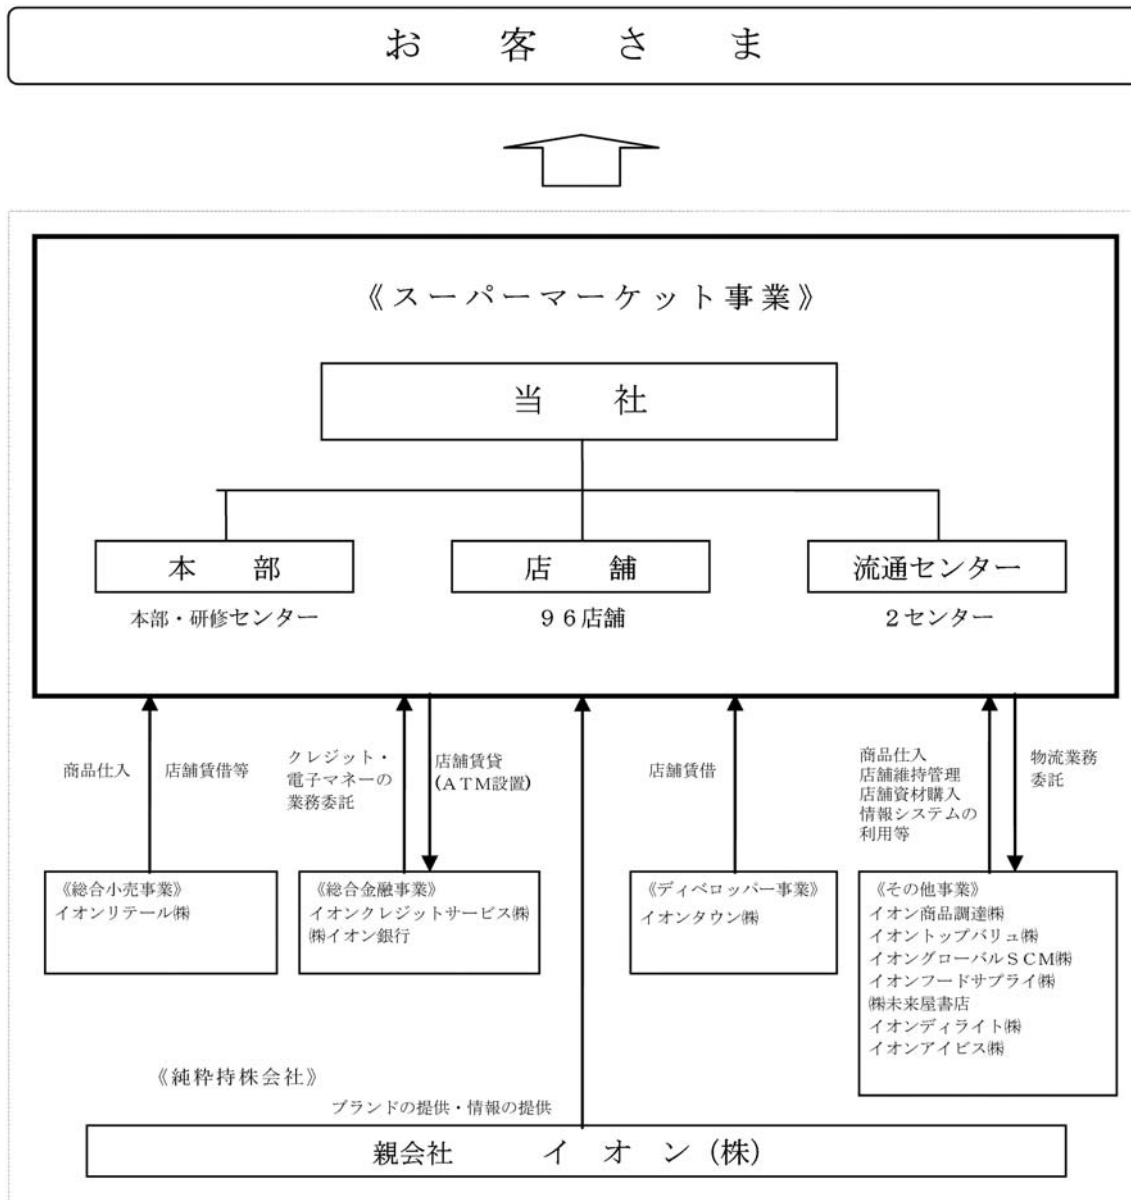 お客さま
《スーパーマーケット事業》
当社
本部
店舗
流通センター
本部・研修センター
９６店舗
２センター
商品仕入
店舗賃借等
クレジット・
電子マネーの
業務委託
店舗賃貸
(ＡＴＭ設置)
店舗賃借
商品仕入
店舗維持管理
店舗資材購入
情報システムの
利用等
物流業務
委託
《総合小売事業》
イオンリテール㈱
《総合金融事業》
イオンクレジットサービス㈱
㈱イオン銀行
《ディベロッパー事業》
イオンタウン㈱
《その他事業》
イオン商品調達㈱
イオントップバリュ㈱
イオングローバルＳＣＭ㈱
イオンフードサプライ㈱
㈱未来屋書店
イオンディライト㈱
イオンアイビス㈱
《純粋持株会社》
ブランドの提供・情報の提供
親会社　イオン（株）